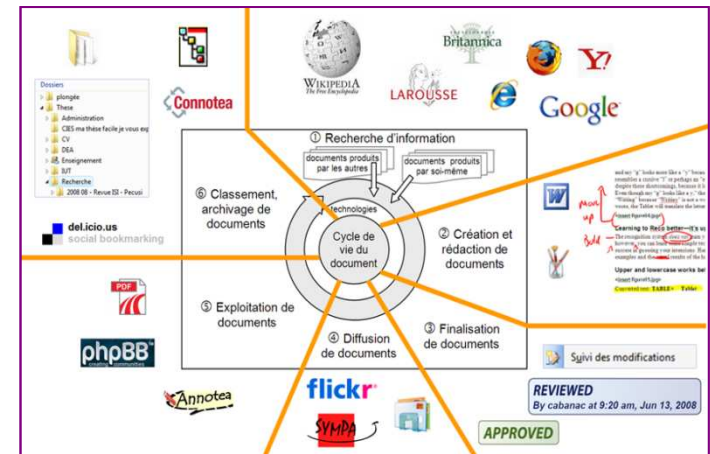 Dossiers
plongée
These
Administration
CIES ma thèse facile je vous exp
CV
DEA
Enseignement
IUT
Recherche
2008 08 - Revue ISI - Pecusi
Connotea
del.icio.us
social bookmarking
WIKIPEDIA
The Free Encyclopedia
Britannica
LAROUSSE
Y!
Google
① Recherche d'information
documents produits
par les autres
documents produits
par soi-même
technologies
Cycle de
vie du
document
② Création et
rédaction de
documents
③ Finalisation
de documents
④ Diffusion
de documents
⑤ Exploitation de
documents
⑥ Classement,
archivage de
documents
W
Learning to Reco better—it's u
Upper and lowercase works be
Suivi des modifications
REVIEWED
By cabanac at 9:20 am, Jun 13, 2008
APPROVED
PDF
phpBB
creating communities
Annotea
flickr
SYMPA